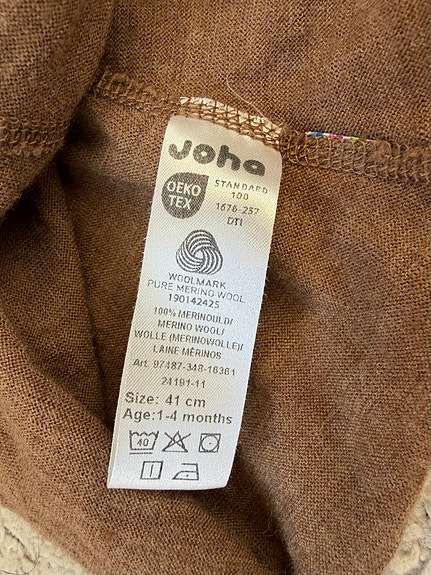 Joha
OEKO
TEX
STANDARD
100
1676-257
DTI
WOOLMARK
PURE MERINO WOOL
190142425
100% MERINOULD/
MERINO WOOL/
WOLLE (MERINOWOLLE)/
LAINE MÉRINOS
Art. 97487-348-16361
24191-11
Size: 41 cm
Age:1-4 months
40